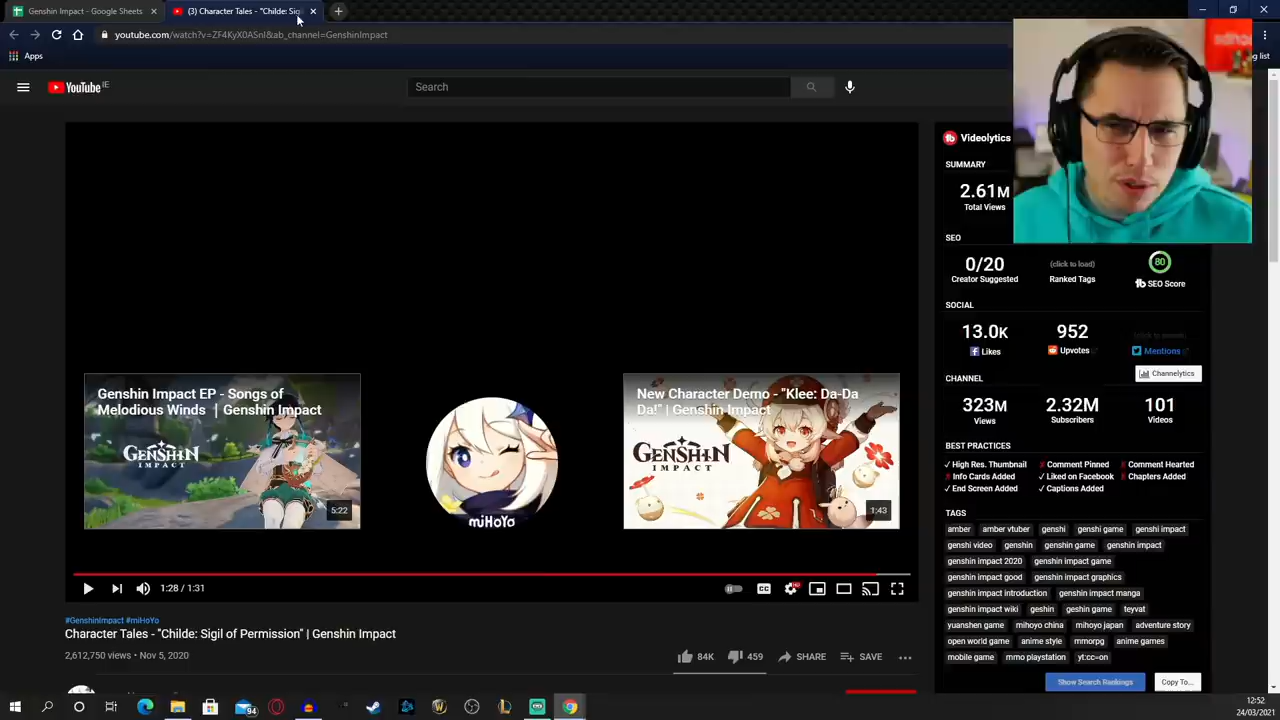 Genshin Impact - Google Sheets
(3) Character Tales - "Childe: Sig
youtube.com/watch?v=ZF4KyX0ASnI&ab_channel=GenshinImpact
Apps
YouTube IE
Search
Videolytics
SUMMARY
2.61M
Total Views
SEO
0/20
Creator Suggested
(click to load)
Ranked Tags
80
SEO Score
SOCIAL
13.0K
Likes
952
Upvotes
Mentions
CHANNEL
Channelytics
323M
Views
2.32M
Subscribers
101
Videos
BEST PRACTICES
High Res. Thumbnail
Comment Pinned
Comment Hearted
Info Cards Added
Liked on Facebook
Chapters Added
End Screen Added
Captions Added
TAGS
amber
amber vtuber
genshi
genshi game
genshi impact
genshi video
genshin
genshin game
genshin impact
genshin impact 2020
genshin impact game
genshin impact good
genshin impact graphics
genshin impact introduction
genshin impact manga
genshin impact wiki
geshin
geshin game
teyvat
yuanshen game
mihoyo china
mihoyo japan
adventure story
open world game
anime style
mmorpg
anime games
mobile game
mmo playstation
yt:cc=on
Show Search Rankings
Copy To...
Genshin Impact EP - Songs of
Melodious Winds | Genshin Impact
GENSHIN
IMPACT
5:22
miHoYo
New Character Demo - "Klee: Da-Da
Da!" | Genshin Impact
GENSHIN
IMPACT
1:43
1:28 / 1:31
CC
HD
#GenshinImpact #miHoYo
Character Tales - "Childe: Sigil of Permission" | Genshin Impact
2,612,750 views • Nov 5, 2020
84K
459
SHARE
SAVE
94
12:52
24/03/2021